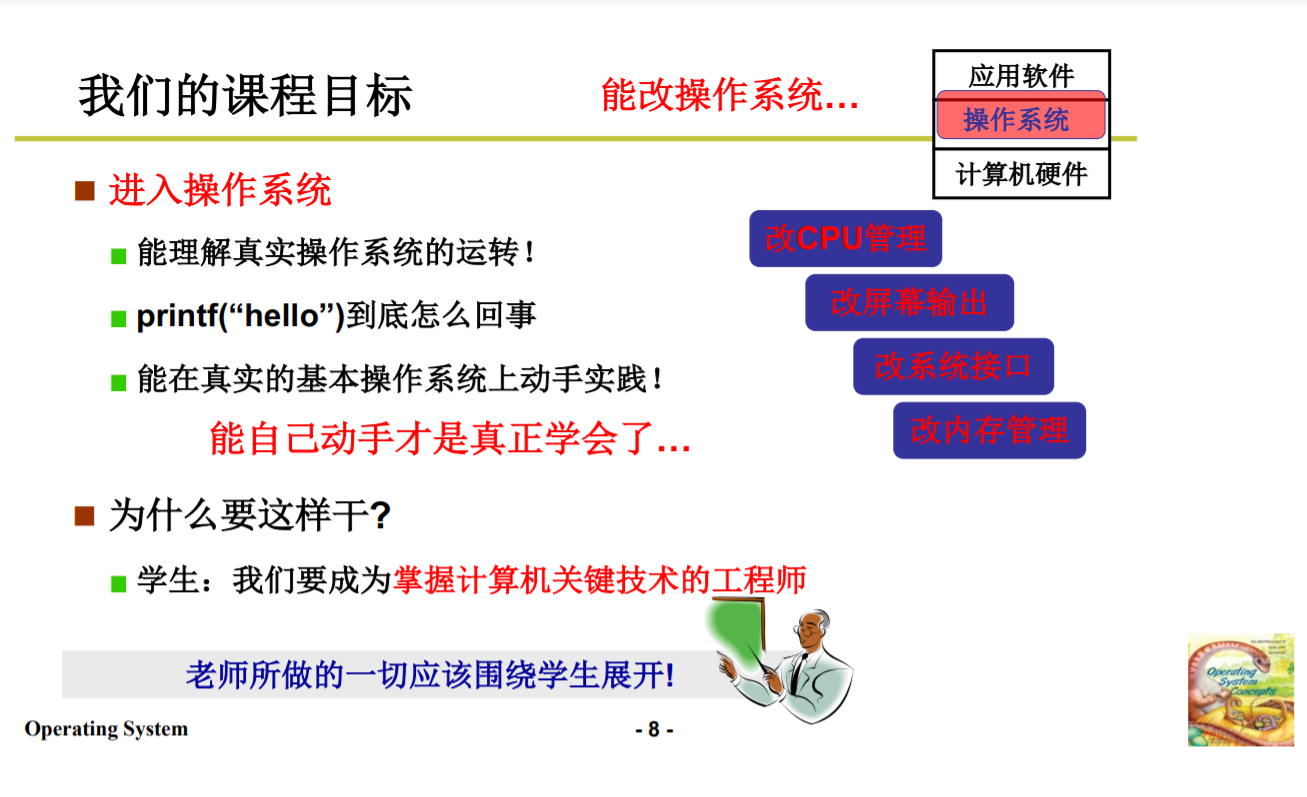 我们的课程目标
能改操作系统…
应用软件
操作系统
计算机硬件
进入操作系统
能理解真实操作系统的运转!
printf(“hello”)到底怎么回事
能在真实的基本操作系统上动手实践!
能自己动手才是真正学会了…
改CPU管理
改屏幕输出
改系统接口
改内存管理
为什么要这样干?
学生：我们要成为掌握计算机关键技术的工程师
老师所做的一切应该围绕学生展开!
Operating System
- 8 -
Operating
System
Concepts